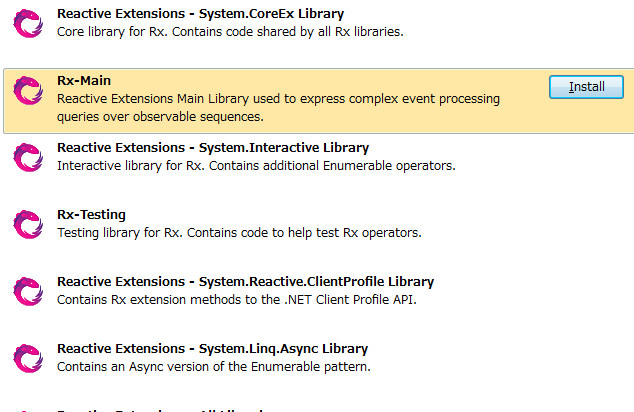 Reactive Extensions - System.CoreEx Library
Core library for Rx. Contains code shared by all Rx libraries.
Rx-Main
Install
Reactive Extensions Main Library used to express complex event processing
queries over observable sequences.
Reactive Extensions - System.Interactive Library
Interactive library for Rx. Contains additional Enumerable operators.
Rx-Testing
Testing library for Rx. Contains code to help test Rx operators.
Reactive Extensions - System.Reactive.ClientProfile Library
Contains Rx extension methods to the .NET Client Profile API.
Reactive Extensions - System.Linq.Async Library
Contains an Async version of the Enumerable pattern.